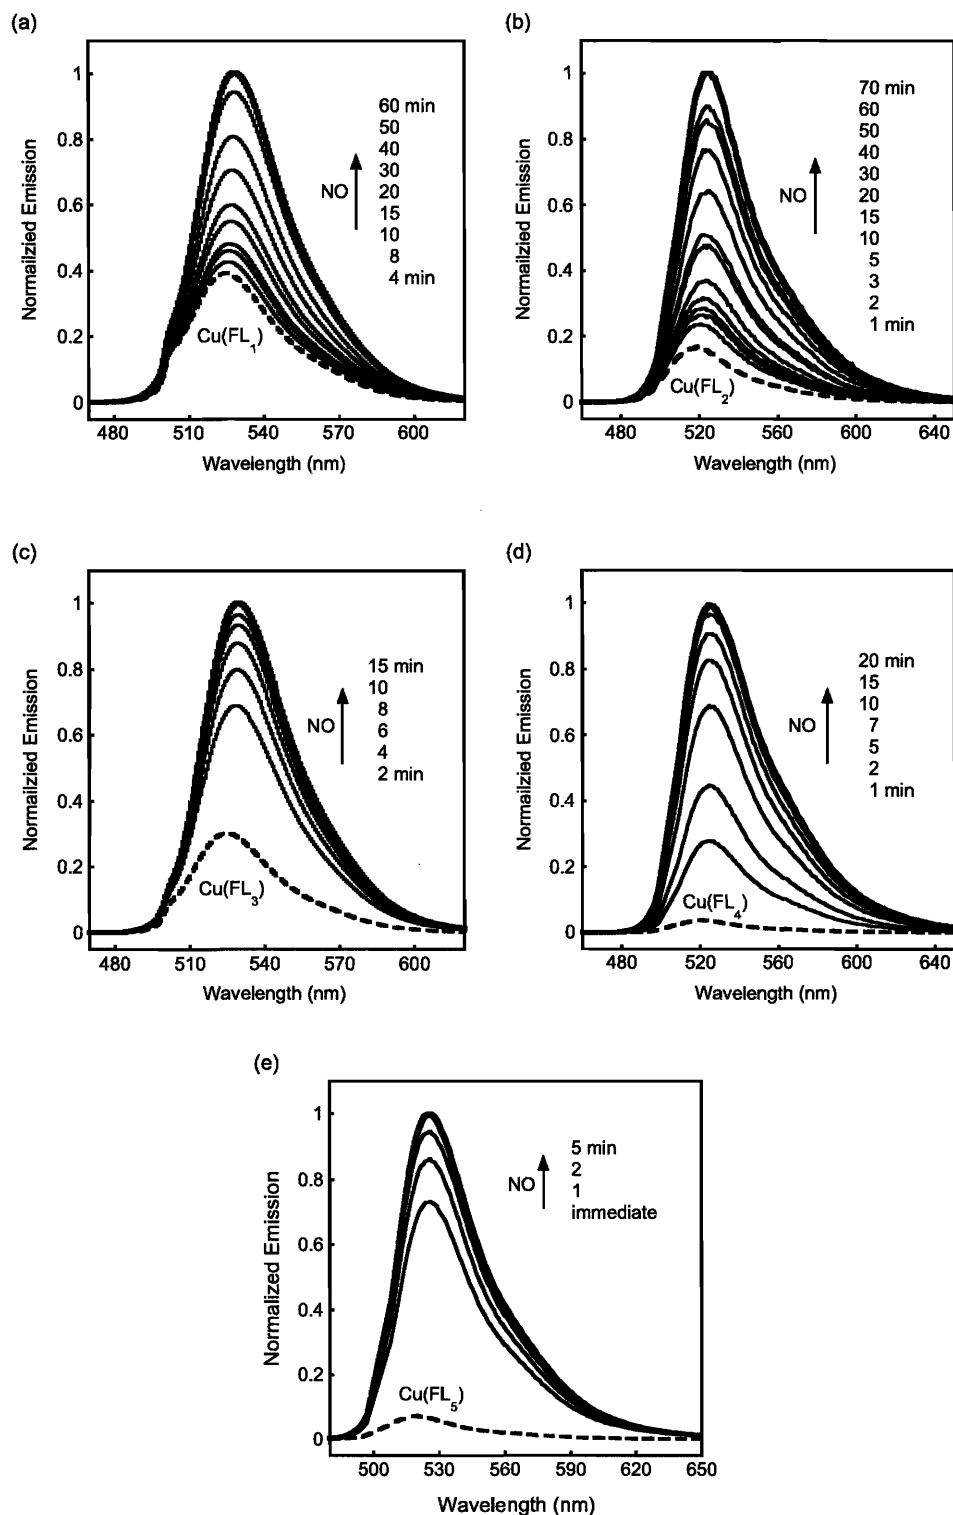 (a)
Normailzied Emission
1
0.8
0.6
0.4
0.2
0
NO
60 min
50
40
30
20
15
10
8
4 min
Cu(FL1)
480 510 540 570 600
Wavelength (nm)
(b)
Normailzied Emission
1
0.8
0.6
0.4
0.2
0
NO
70 min
60
50
40
30
20
15
10
5
3
2
1 min
Cu(FL2)
480 520 560 600 640
Wavelength (nm)
(c)
Normailzied Emission
1
0.8
0.6
0.4
0.2
0
NO
15 min
10
8
6
4
2 min
Cu(FL3)
480 510 540 570 600
Wavelength (nm)
(d)
Normailzied Emission
1
0.8
0.6
0.4
0.2
0
NO
20 min
15
10
7
5
2
1 min
Cu(FL4)
480 520 560 600 640
Wavelength (nm)
(e)
Normalized Emission
1
0.8
0.6
0.4
0.2
0
NO
5 min
2
1
immediate
Cu(FL5)
500 530 560 590 620 650
Wavelength (nm)